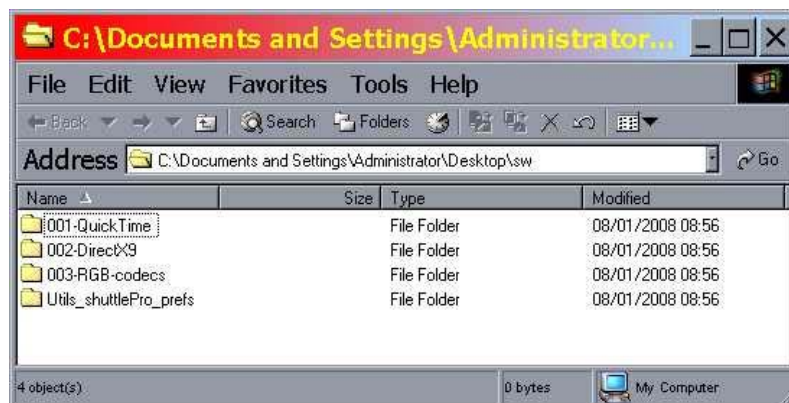 C:\Documents and Settings\Administrator...
File Edit View Favorites Tools Help
Back Search Folders
Address C:\Documents and Settings\Administrator\Desktop\sw Go
Name Size Type Modified
001-QuickTime File Folder 08/01/2008 08:56
002-DirectX9 File Folder 08/01/2008 08:56
003-RGB-codecs File Folder 08/01/2008 08:56
Utils_shuttlePro_prefs File Folder 08/01/2008 08:56
4 object(s) 0 bytes My Computer